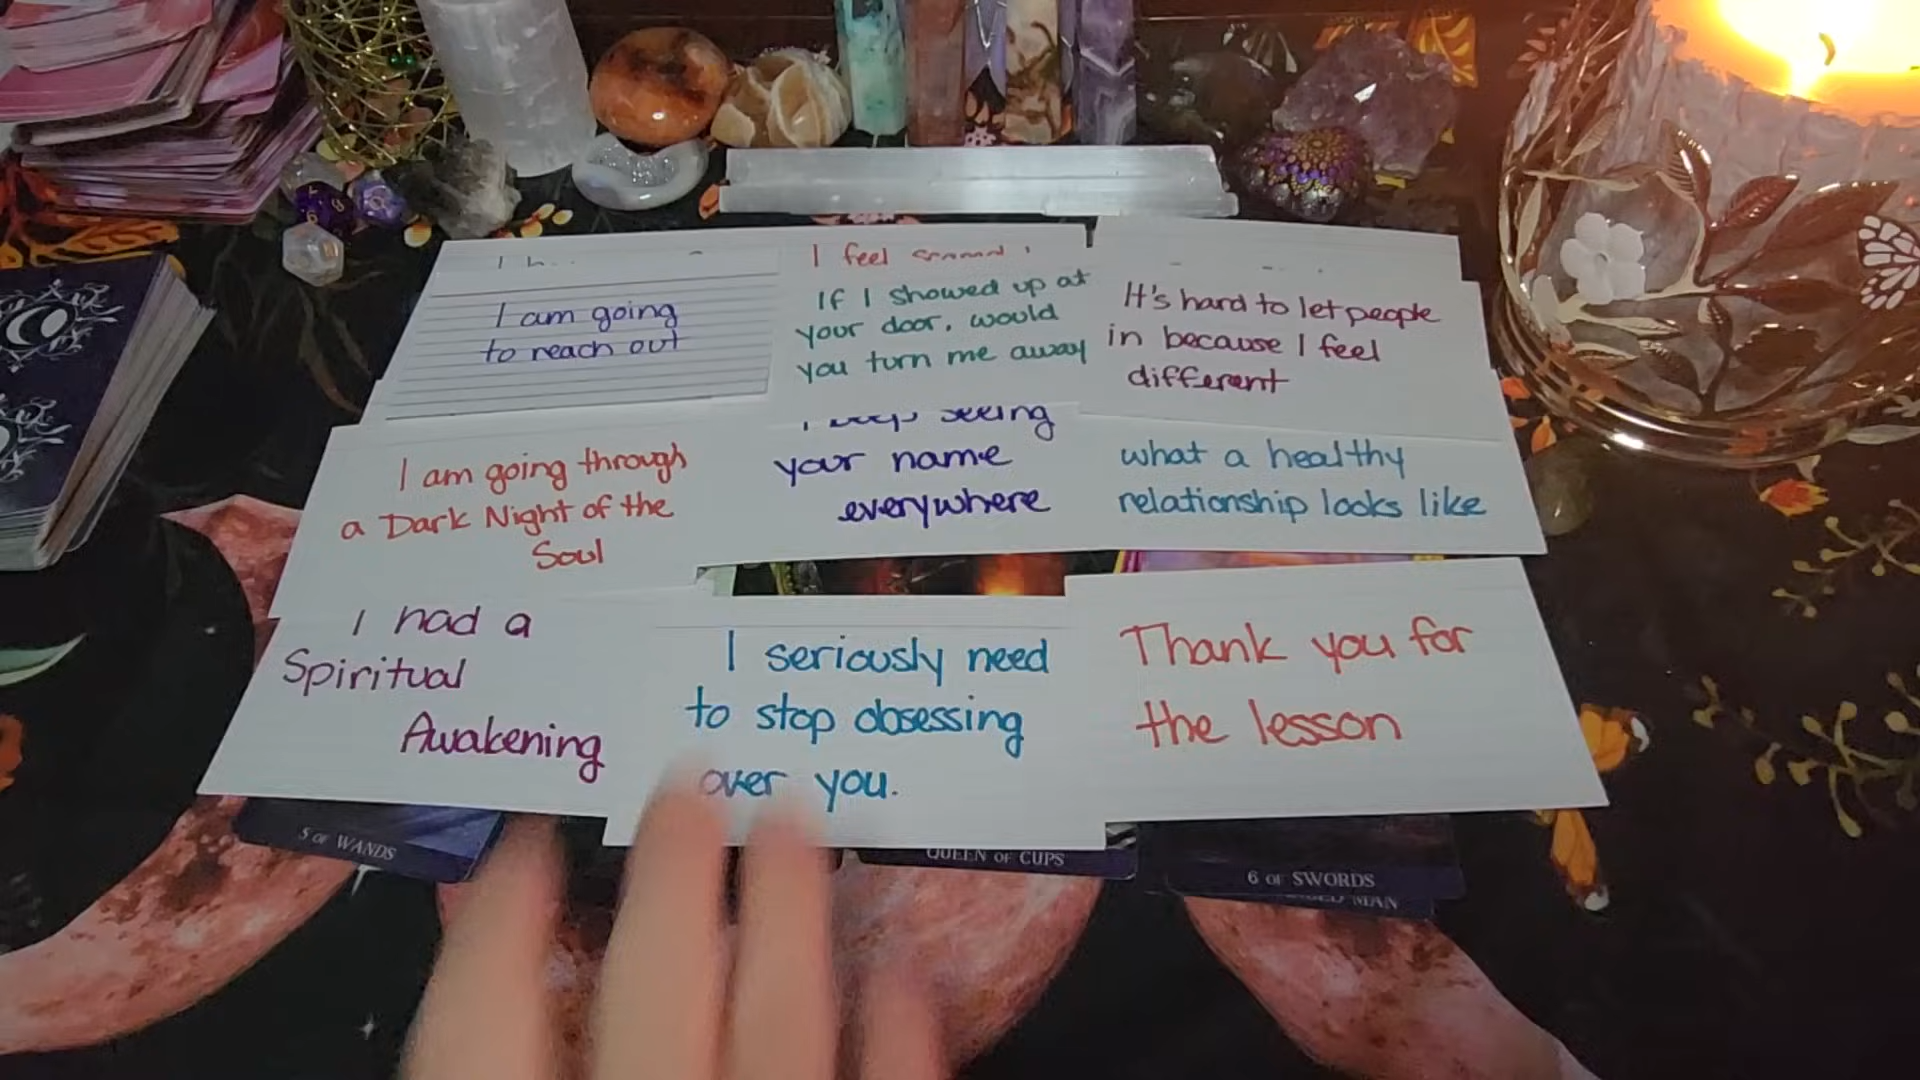 I am going
to reach out
I feel
If I showed up at
your door, would
you turn me away
It's hard to let people
in because I feel
different
I am going through
a Dark Night of the
Soul
seeing
your name
everywhere
what a healthy
relationship looks like
I had a
Spiritual
Awakening
I seriously need
to stop obsessing
over you.
Thank you for
the lesson
5 OF WANDS
QUEEN OF CUPS
6 OF SWORDS
MAN